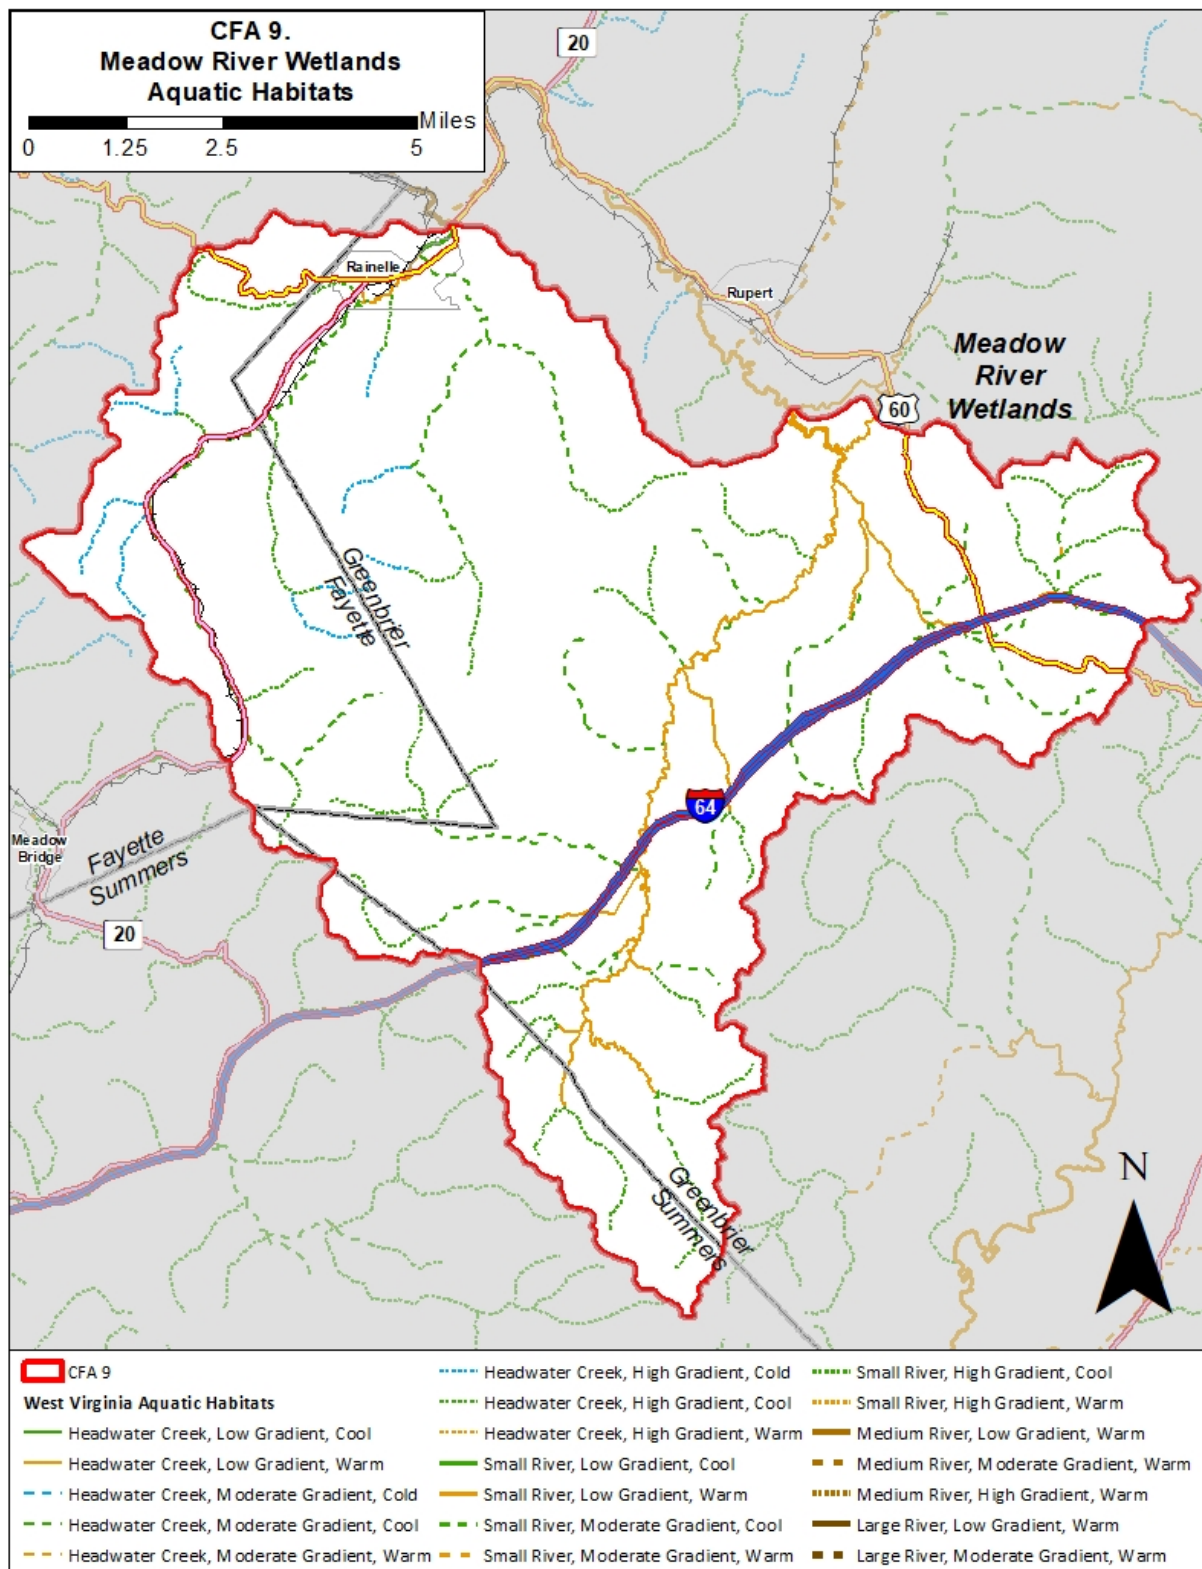 CFA 9.
Meadow River Wetlands
Aquatic Habitats
Miles
0 1.25 2.5 5
20
Rainelle
Rupert
Meadow
River
Wetlands
60
Greenbrier
Fayette
64
Meadow
Bridge
Fayette
Summers
20
Greenbrier
Summers
N
CFA 9
West Virginia Aquatic Habitats
Headwater Creek, Low Gradient, Cool
Headwater Creek, Low Gradient, Warm
Headwater Creek, Moderate Gradient, Cold
Headwater Creek, Moderate Gradient, Cool
Headwater Creek, Moderate Gradient, Warm
Headwater Creek, High Gradient, Cold
Headwater Creek, High Gradient, Cool
Headwater Creek, High Gradient, Warm
Small River, Low Gradient, Cool
Small River, Low Gradient, Warm
Small River, Moderate Gradient, Cool
Small River, Moderate Gradient, Warm
Small River, High Gradient, Cool
Small River, High Gradient, Warm
Medium River, Low Gradient, Warm
Medium River, Moderate Gradient, Warm
Medium River, High Gradient, Warm
Large River, Low Gradient, Warm
Large River, Moderate Gradient, Warm